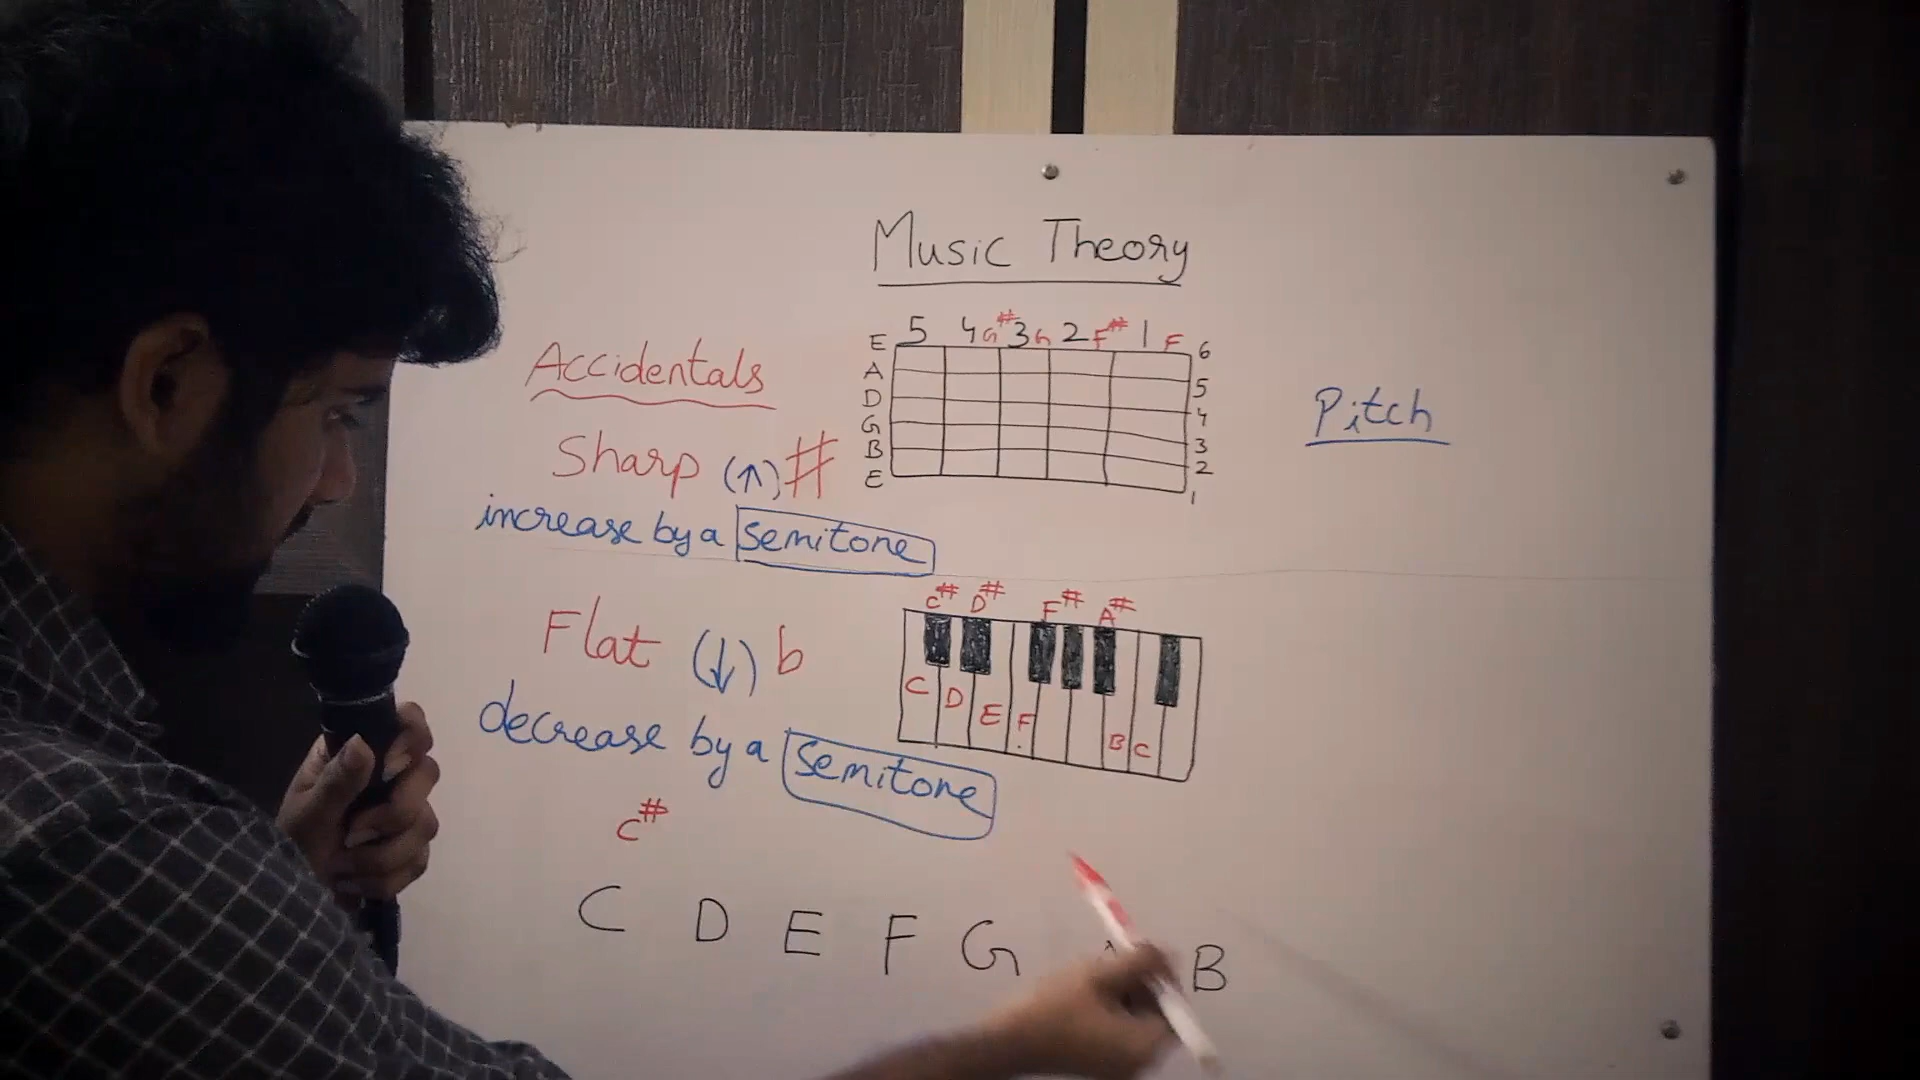 Music Theory
Accidentals
Sharp (↑) #
increase by a semitone
Flat (↓) b
decrease by a semitone
C#
C D E F G B
5 4 G# 3 G 2 F# 1 F
E 6
A 5
D 4
G 3
B 2
E 1
C# D# F# A#
C D E F B C
Pitch